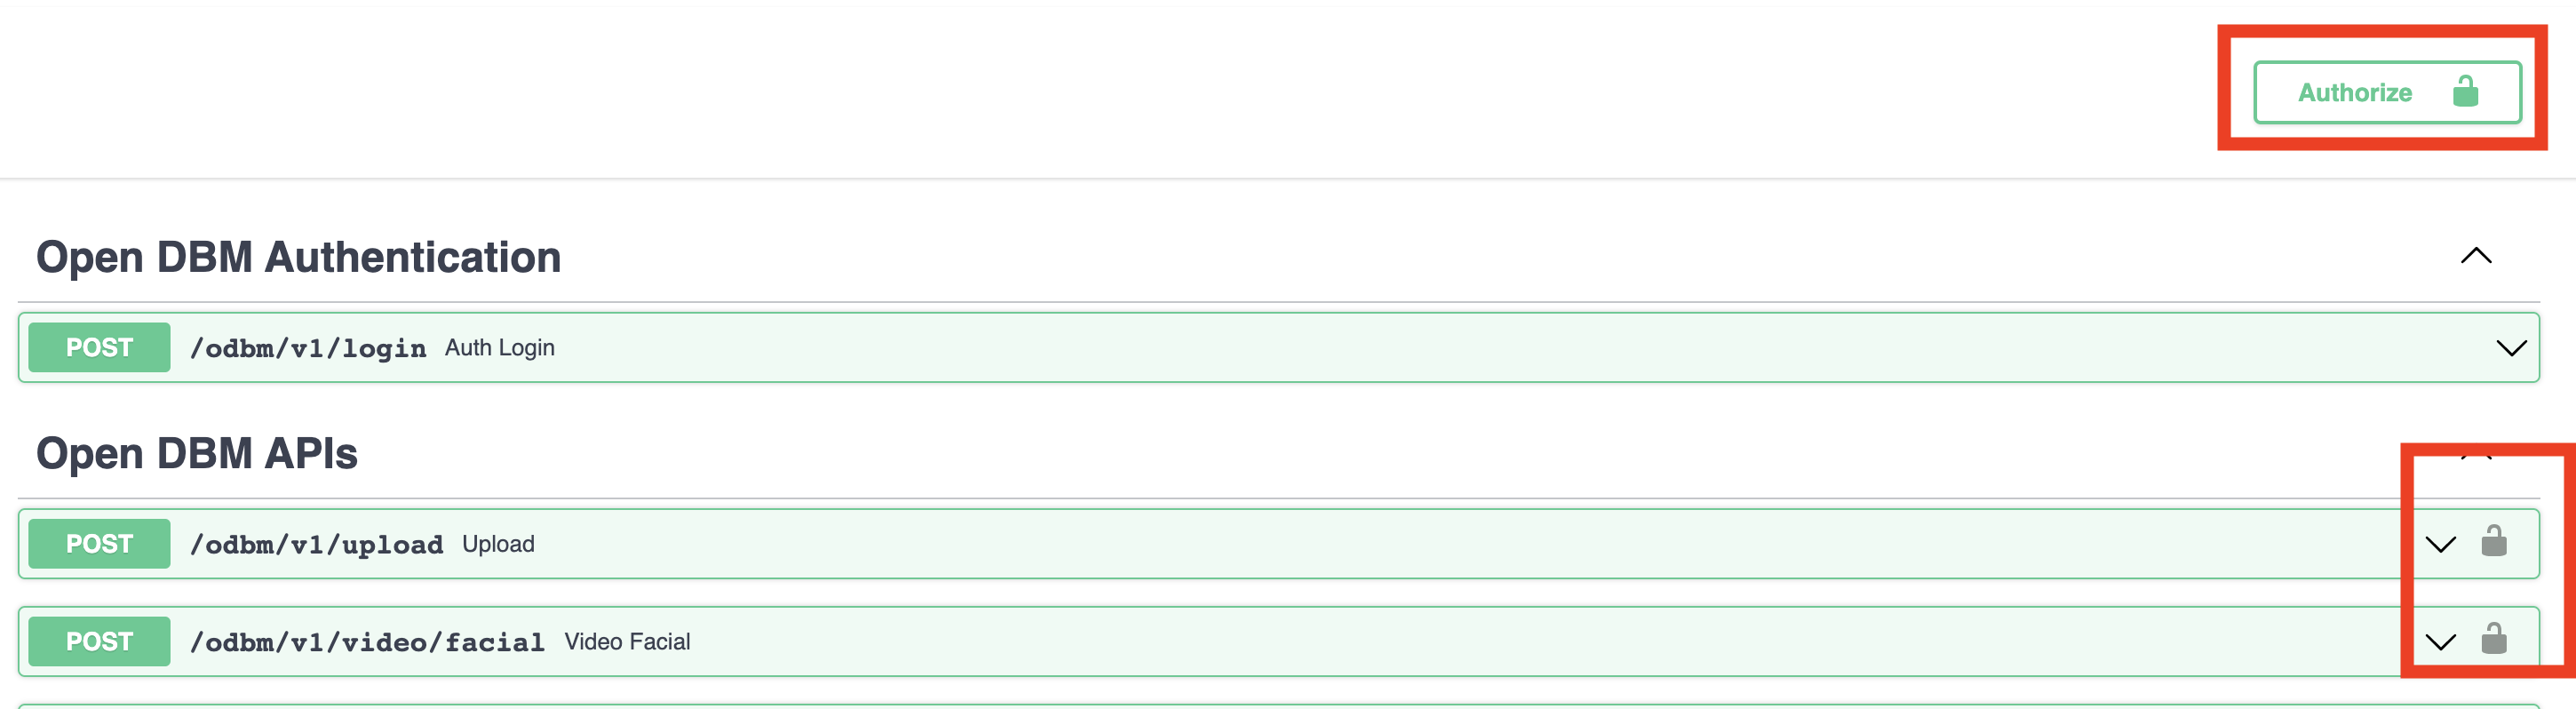 Authorize
Open DBM Authentication
POST /odbm/v1/login Auth Login
Open DBM APIs
POST /odbm/v1/upload Upload
POST /odbm/v1/video/facial Video Facial